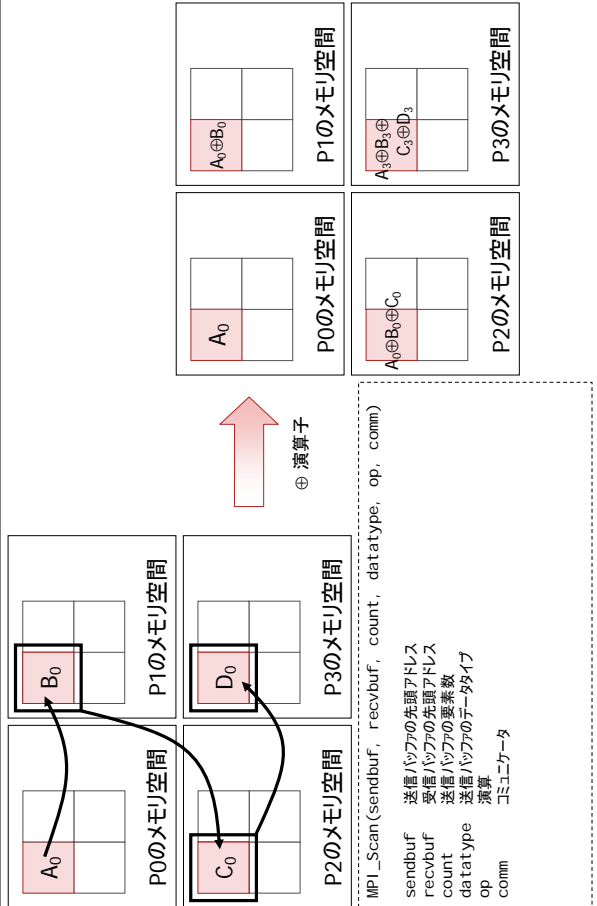 A₀
P0のメモリ空間
B₀
P1のメモリ空間
C₀
P2のメモリ空間
D₀
P3のメモリ空間
⊕ 演算子
A₀
P0のメモリ空間
A₀⊕B₀
P1のメモリ空間
A₀⊕B₀⊕C₀
P2のメモリ空間
A₃⊕B₃⊕
C₃⊕D₃
P3のメモリ空間
MPI_Scan(sendbuf, recvbuf, count, datatype, op, comm)
sendbuf 送信バッファの先頭アドレス
recvbuf 受信バッファの先頭アドレス
count 送信バッファの要素数
datatype 送信バッファのデータタイプ
op 演算
comm コミュニケータ